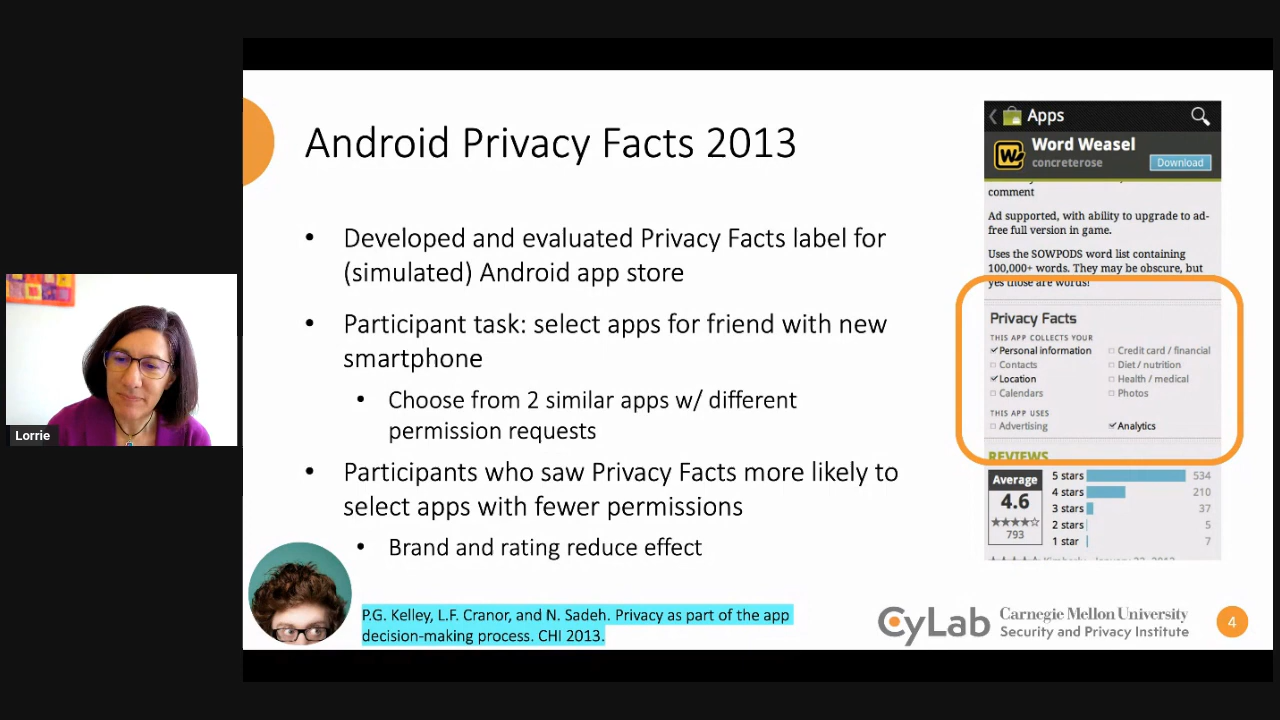 Android Privacy Facts 2013
• Developed and evaluated Privacy Facts label for
(simulated) Android app store
• Participant task: select apps for friend with new
smartphone
• Choose from 2 similar apps w/ different
permission requests
• Participants who saw Privacy Facts more likely to
select apps with fewer permissions
• Brand and rating reduce effect
P.G. Kelley, L.F. Cranor, and N. Sadeh. Privacy as part of the app
decision-making process. CHI 2013.
Lorrie
Apps
Word Weasel
concreterose
Download
comment
Ad supported, with ability to upgrade to ad-
free full version in game.
Uses the SOWPODS word list containing
100,000+ words. They may be obscure, but
yes those are words!
Privacy Facts
THIS APP COLLECTS YOUR
Personal information
Credit card / financial
Contacts
Diet / nutrition
Location
Health / medical
Calendars
Photos
THIS APP USES
Advertising
Analytics
REVIEWS
Average
4.6
793
5 stars 534
4 stars 210
3 stars 37
2 stars 5
1 star 7
CyLab
Carnegie Mellon University
Security and Privacy Institute
4